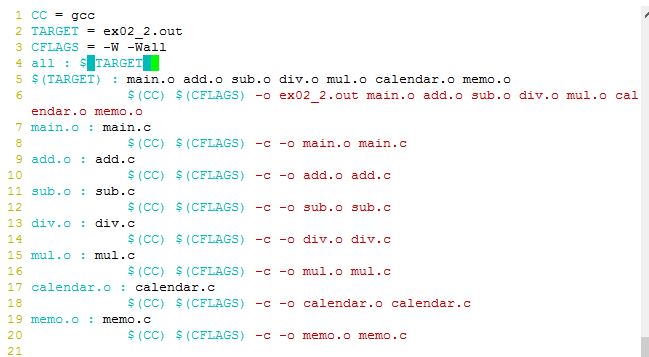 1 CC = gcc
2 TARGET = ex02_2.out
3 CFLAGS = -W -Wall
4 all : $(TARGET)
5 $(TARGET) : main.o add.o sub.o div.o mul.o calendar.o memo.o
6 $(CC) $(CFLAGS) -o ex02_2.out main.o add.o sub.o div.o mul.o cal
endar.o memo.o
7 main.o : main.c
8 $(CC) $(CFLAGS) -c -o main.o main.c
9 add.o : add.c
10 $(CC) $(CFLAGS) -c -o add.o add.c
11 sub.o : sub.c
12 $(CC) $(CFLAGS) -c -o sub.o sub.c
13 div.o : div.c
14 $(CC) $(CFLAGS) -c -o div.o div.c
15 mul.o : mul.c
16 $(CC) $(CFLAGS) -c -o mul.o mul.c
17 calendar.o : calendar.c
18 $(CC) $(CFLAGS) -c -o calendar.o calendar.c
19 memo.o : memo.c
20 $(CC) $(CFLAGS) -c -o memo.o memo.c
21